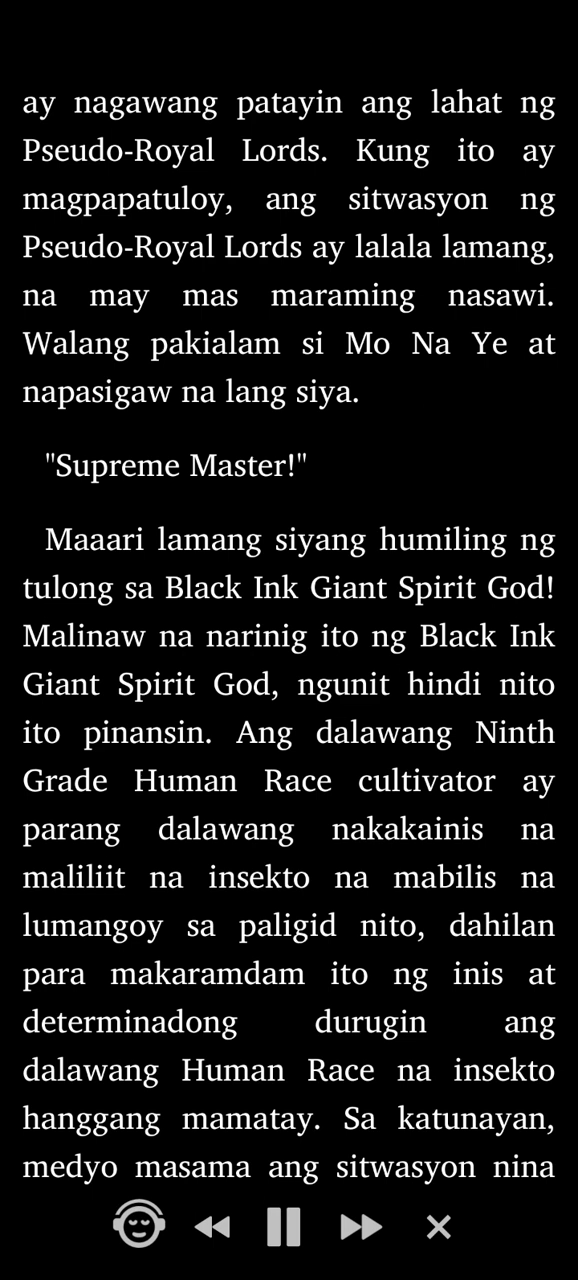 ay nagawang patayin ang lahat ng
Pseudo-Royal Lords. Kung ito ay
magpapatuloy, ang sitwasyon ng
Pseudo-Royal Lords ay lalala lamang,
na may mas maraming nasawi.
Walang pakialam si Mo Na Ye at
napasigaw na lang siya.
"Supreme Master!"
Maaari lamang siyang humiling ng
tulong sa Black Ink Giant Spirit God!
Malinaw na narinig ito ng Black Ink
Giant Spirit God, ngunit hindi nito
ito pinansin. Ang dalawang Ninth
Grade Human Race cultivator ay
parang dalawang nakakainis na
maliliit na insekto na mabilis na
lumangoy sa paligid nito, dahilan
para makaramdam ito ng inis at
determinadong durugin ang
dalawang Human Race na insekto
hanggang mamatay. Sa katunayan,
medyo masama ang sitwasyon nina